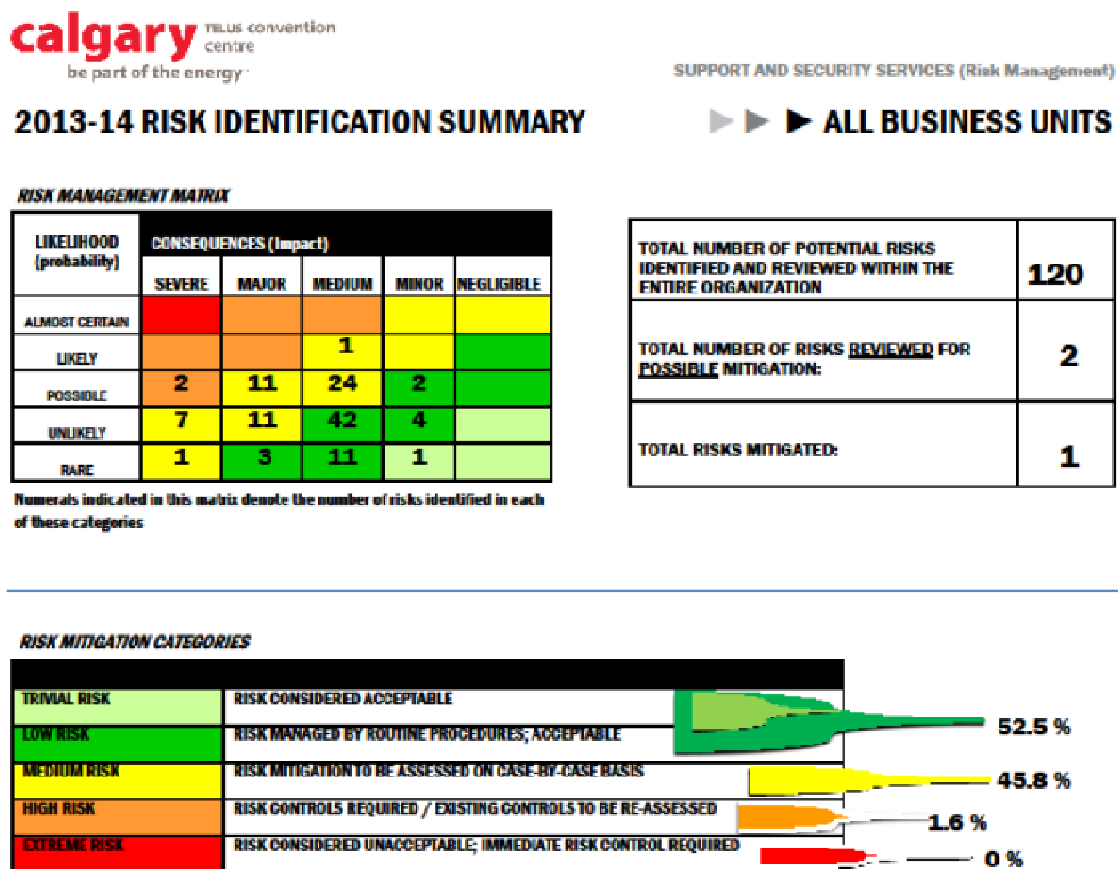 calgary TELUS convention
centre
be part of the energy
SUPPORT AND SECURITY SERVICES (Risk Management)
2013-14 RISK IDENTIFICATION SUMMARY
ALL BUSINESS UNITS
RISK MANAGEMENT MATRIX
LIKELIHOOD
(probability)
CONSEQUENCES (Impact)
SEVERE MAJOR MEDIUM MINOR NEGLIGIBLE
ALMOST CERTAIN
LIKELY 1
POSSIBLE 2 11 24 2
UNLIKELY 7 11 42 4
RARE 1 3 11 1
Numerals indicated in this matrix denote the number of risks identified in each
of these categories
TOTAL NUMBER OF POTENTIAL RISKS
IDENTIFIED AND REVIEWED WITHIN THE
ENTIRE ORGANIZATION
120
TOTAL NUMBER OF RISKS REVIEWED FOR
POSSIBLE MITIGATION:
2
TOTAL RISKS MITIGATED:
1
RISK MITIGATION CATEGORIES
TRIVIAL RISK RISK CONSIDERED ACCEPTABLE
LOW RISK RISK MANAGED BY ROUTINE PROCEDURES; ACCEPTABLE
52.5 %
MEDIUM RISK RISK MITIGATION TO BE ASSESSED ON CASE-BY-CASE BASIS
45.8 %
HIGH RISK RISK CONTROLS REQUIRED / EXISTING CONTROLS TO BE RE-ASSESSED
1.6 %
EXTREME RISK RISK CONSIDERED UNACCEPTABLE; IMMEDIATE RISK CONTROL REQUIRED
0 %